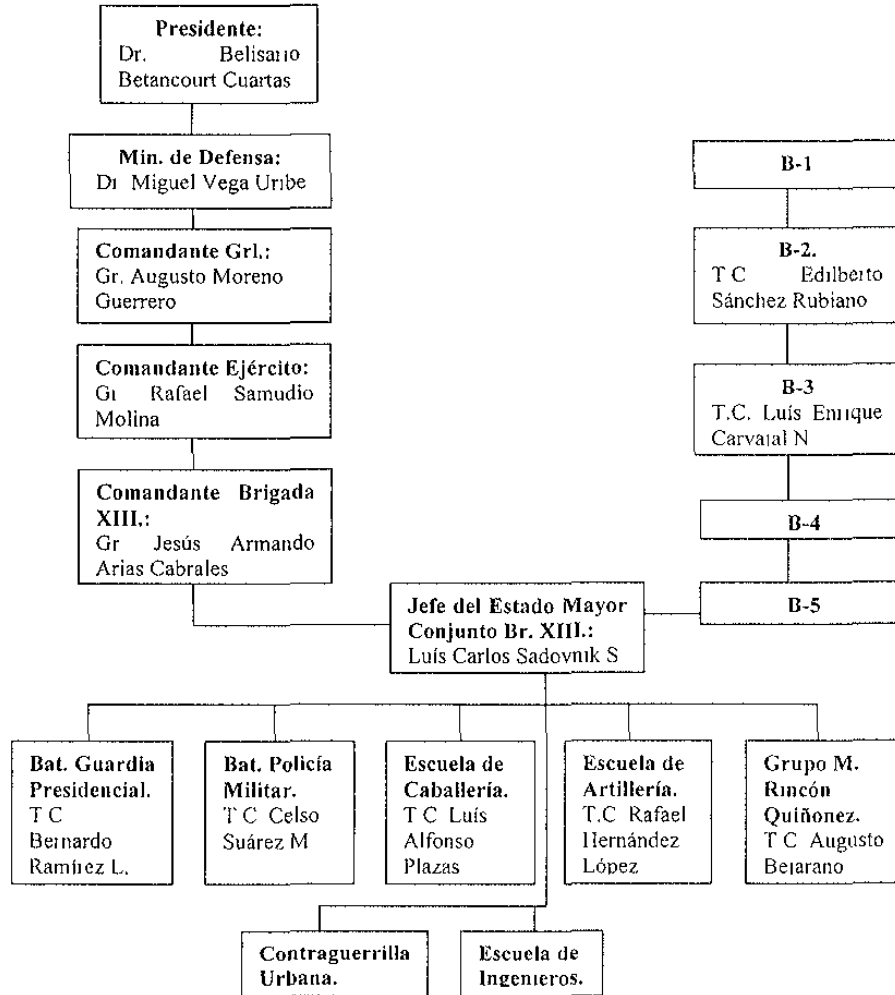 Presidente:
Dr. Belisario
Betancourt Cuartas
Min. de Defensa:
Dr Miguel Vega Uribe
Comandante Grl.:
Gr. Augusto Moreno
Guerrero
Comandante Ejército:
Gr Rafael Samudio
Molina
Comandante Brigada
XIII.:
Gr Jesús Armando
Arias Cabrales
B-1
B-2.
T C Edilberto
Sánchez Rubiano
B-3
T.C. Luís Enrique
Carvajal N
B-4
B-5
Jefe del Estado Mayor
Conjunto Br. XIII.:
Luís Carlos Sadovnik S
Bat. Guardia
Presidencial.
T C
Bernardo
Ramírez L.
Bat. Policía
Militar.
T C Celso
Suárez M
Escuela de
Caballería.
T C Luís
Alfonso
Plazas
Escuela de
Artillería.
T.C Rafael
Hernández
López
Grupo M.
Rincón
Quiñonez.
T C Augusto
Bejarano
Contraguerrilla
Urbana.
Escuela de
Ingenieros.